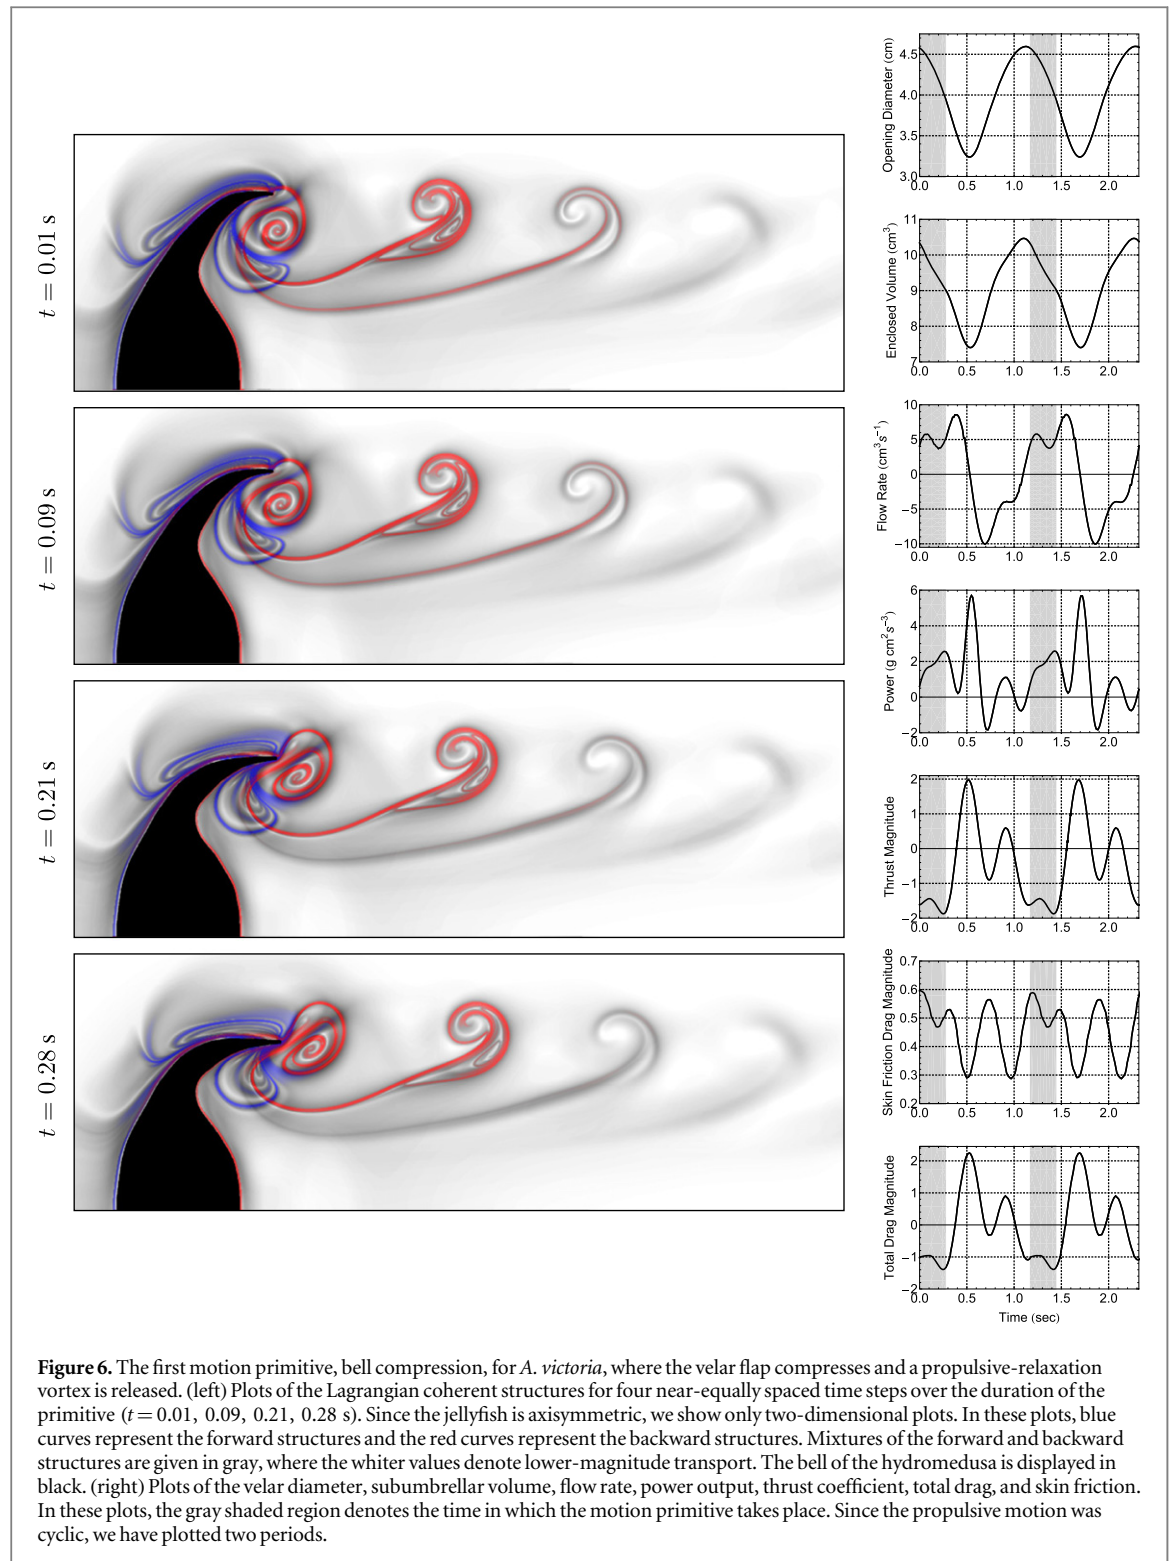 t = 0.01 s
t = 0.09 s
t = 0.21 s
t = 0.28 s
Opening Diameter (cm)
4.5
4.0
3.5
3.0
0.0 0.5 1.0 1.5 2.0
Enclosed Volume (cm³)
11
10
9
8
7
0.0 0.5 1.0 1.5 2.0
Flow Rate (cm³s⁻¹)
10
5
0
−5
−10
0.0 0.5 1.0 1.5 2.0
Power (g cm²s⁻³)
6
4
2
0
−2
0.0 0.5 1.0 1.5 2.0
Thrust Magnitude
2
1
0
−1
−2
0.0 0.5 1.0 1.5 2.0
Skin Friction Drag Magnitude
0.7
0.6
0.5
0.4
0.3
0.2
0.0 0.5 1.0 1.5 2.0
Total Drag Magnitude
2
1
0
−1
−2
0.0 0.5 1.0 1.5 2.0
Time (sec)
Figure 6. The first motion primitive, bell compression, for A. victoria, where the velar flap compresses and a propulsive-relaxation
vortex is released. (left) Plots of the Lagrangian coherent structures for four near-equally spaced time steps over the duration of the
primitive (t = 0.01, 0.09, 0.21, 0.28 s). Since the jellyfish is axisymmetric, we show only two-dimensional plots. In these plots, blue
curves represent the forward structures and the red curves represent the backward structures. Mixtures of the forward and backward
structures are given in gray, where the whiter values denote lower-magnitude transport. The bell of the hydromedusa is displayed in
black. (right) Plots of the velar diameter, subumbrellar volume, flow rate, power output, thrust coefficient, total drag, and skin friction.
In these plots, the gray shaded region denotes the time in which the motion primitive takes place. Since the propulsive motion was
cyclic, we have plotted two periods.